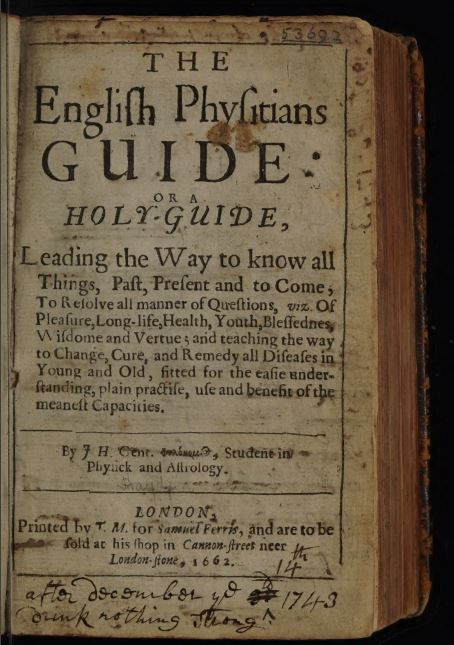 53692
THE
Engliſh Phyſitians
GUIDE:
OR A
HOLY-GUIDE,
Leading the Way to know all
Things, Paſt, Preſent and to Come;
To Reſolve all manner of Queſtions, viz. Of
Pleaſure, Long-life, Health, Youth, Bleſſednes,
Wiſdome and Vertue; and teaching the way
to Change, Cure, and Remedy all Diſeaſes in
Young and Old, fitted for the eaſie under-
ſtanding, plain practiſe, uſe and benefit of the
meaneſt Capacities.
By J H. Gent. , Student in
Phyſick and Aſtrology.
LONDON,
Printed by T. M. for Samuel Ferris, and are to be
ſold at his ſhop in Cannon-ſtreet neer
London-ſtone, 1662.
14th
after december yᵈ 1743
drink nothing strong